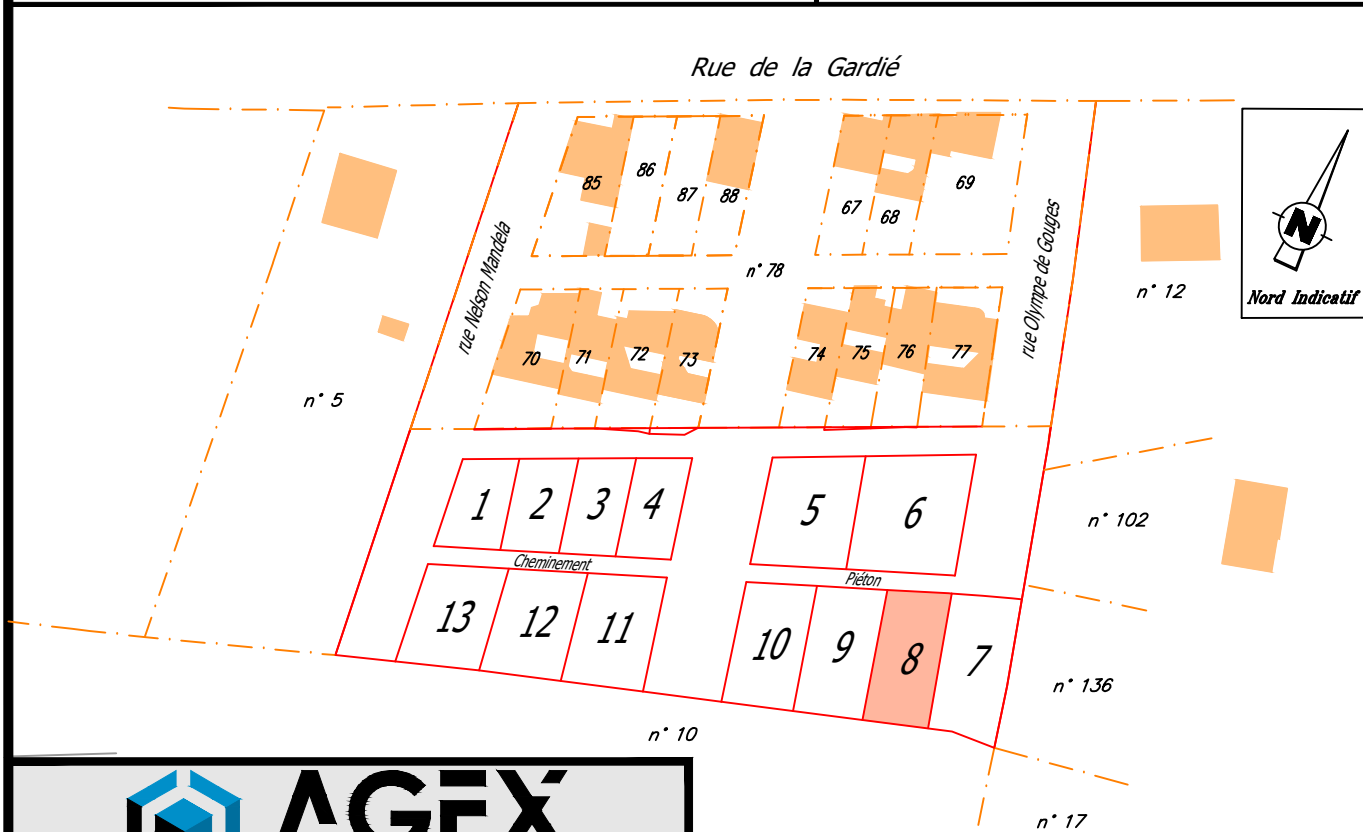 Rue de la Gardié
85
86
87
88
67
68
69
rue Nelson Mandela
n° 78
rue Olympe de Gouges
n° 12
N
Nord Indicatif
70
71
72
73
74
75
76
77
n° 5
1
2
3
4
5
6
n° 102
Cheminement
Piéton
13
12
11
10
9
8
7
n° 136
n° 10
n° 17
AGEX